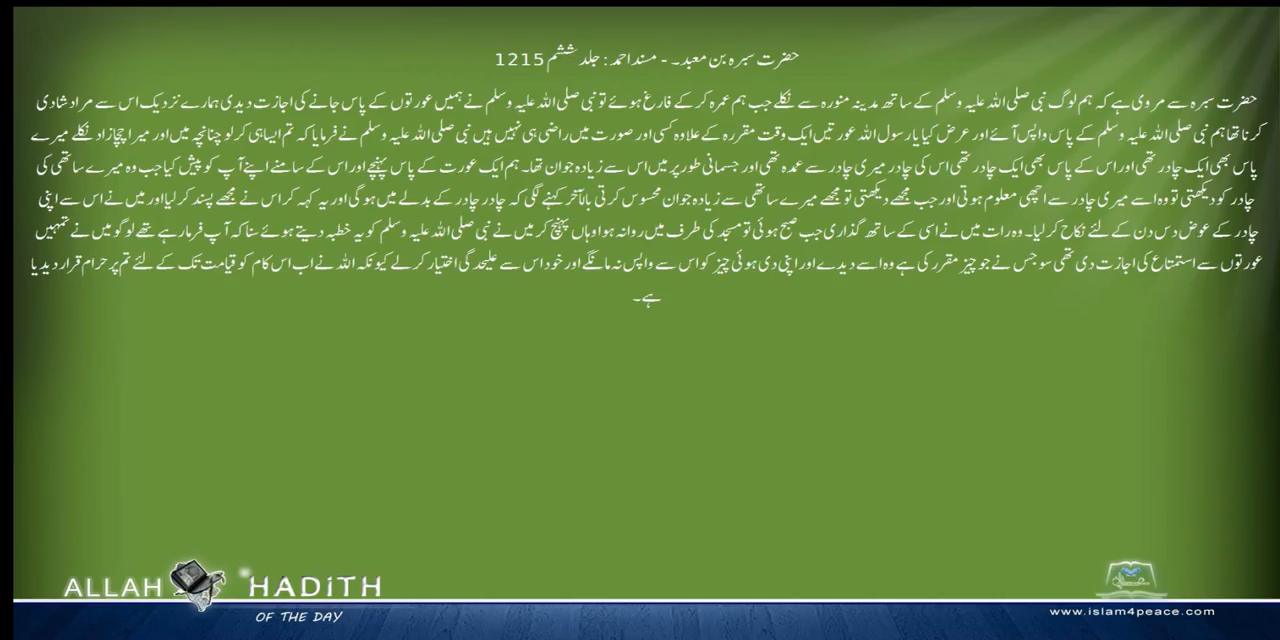 حضرت سبرہ بن معبد۔ - مسند احمد: جلد ششم 1215
حضرت سبرہ سے مروی ہے کہ ہم لوگ نبی صلی اللہ علیہ وسلم کے ساتھ مدینہ منورہ سے نکلے جب ہم عمرہ کر کے فارغ ہوئے تو نبی صلی اللہ علیہ وسلم نے ہمیں عورتوں کے پاس جانے کی اجازت دیدی ہمارے نزدیک اس سے مراد شادی
کرنا تھا ہم نبی صلی اللہ علیہ وسلم کے پاس واپس آئے اور عرض کیا یا رسول اللہ عورتیں ایک وقت مقررہ کے علاوہ کسی اور صورت میں راضی ہی نہیں ہیں نبی صلی اللہ علیہ وسلم نے فرمایا کہ تم ایسا ہی کر لو چنانچہ میں اور میرا چچازاد نکلے میرے
پاس بھی ایک چادر تھی اور اس کے پاس بھی ایک چادر تھی اس کی چادر میری چادر سے عمدہ تھی اور جسمانی طور پر میں اس سے زیادہ جوان تھا۔ ہم ایک عورت کے پاس پہنچے اور اس کے سامنے اپنے آپ کو پیش کیا جب وہ میرے ساتھی کی
چادر کو دیکھتی تو وہ اسے میری چادر سے اچھی معلوم ہوتی اور جب مجھے دیکھتی تو مجھے میرے ساتھی سے زیادہ جوان محسوس کرتی بالآخر کہنے لگی کہ چادر چادر کے بدلے میں ہوگی اور یہ کہہ کر اس نے مجھے پسند کر لیا اور میں نے اس سے اپنی
چادر کے عوض دس دن کے لئے نکاح کر لیا۔ وہ رات میں نے اسی کے ساتھ گذاری جب صبح ہوئی تو مسجد کی طرف میں روانہ ہوا وہاں پہنچ کر میں نے نبی صلی اللہ علیہ وسلم کو یہ خطبہ دیتے ہوئے سنا کہ آپ فرما رہے تھے لوگو میں نے تمہیں
عورتوں سے استمتاع کی اجازت دی تھی سو جس نے جو چیز مقرر کی ہے وہ اسے دیدے اور اپنی دی ہوئی چیز کو اس سے واپس نہ مانگے اور خود اس سے علیحدگی اختیار کر لے کیونکہ اللہ نے اب اس کام کو قیامت تک کے لئے تم پر حرام قرار دیدیا
ہے۔
ALLAH HADITH
OF THE DAY
www.islam4peace.com